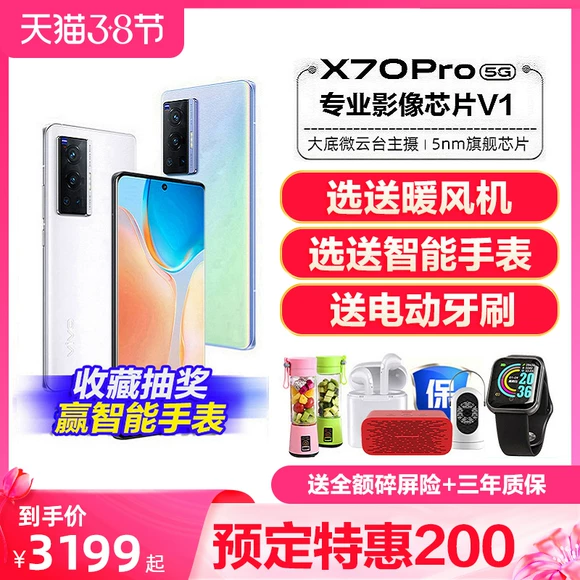 天猫3.8节
X70Pro 5G
专业影像芯片V1
大底微云台主摄 | 5nm旗舰芯片
选送暖风机
选送智能手表
送电动牙刷
vivo
收藏抽奖
赢智能手表
保
20
36
送全额碎屏险+三年质保
到手价
¥3199起
预定特惠200